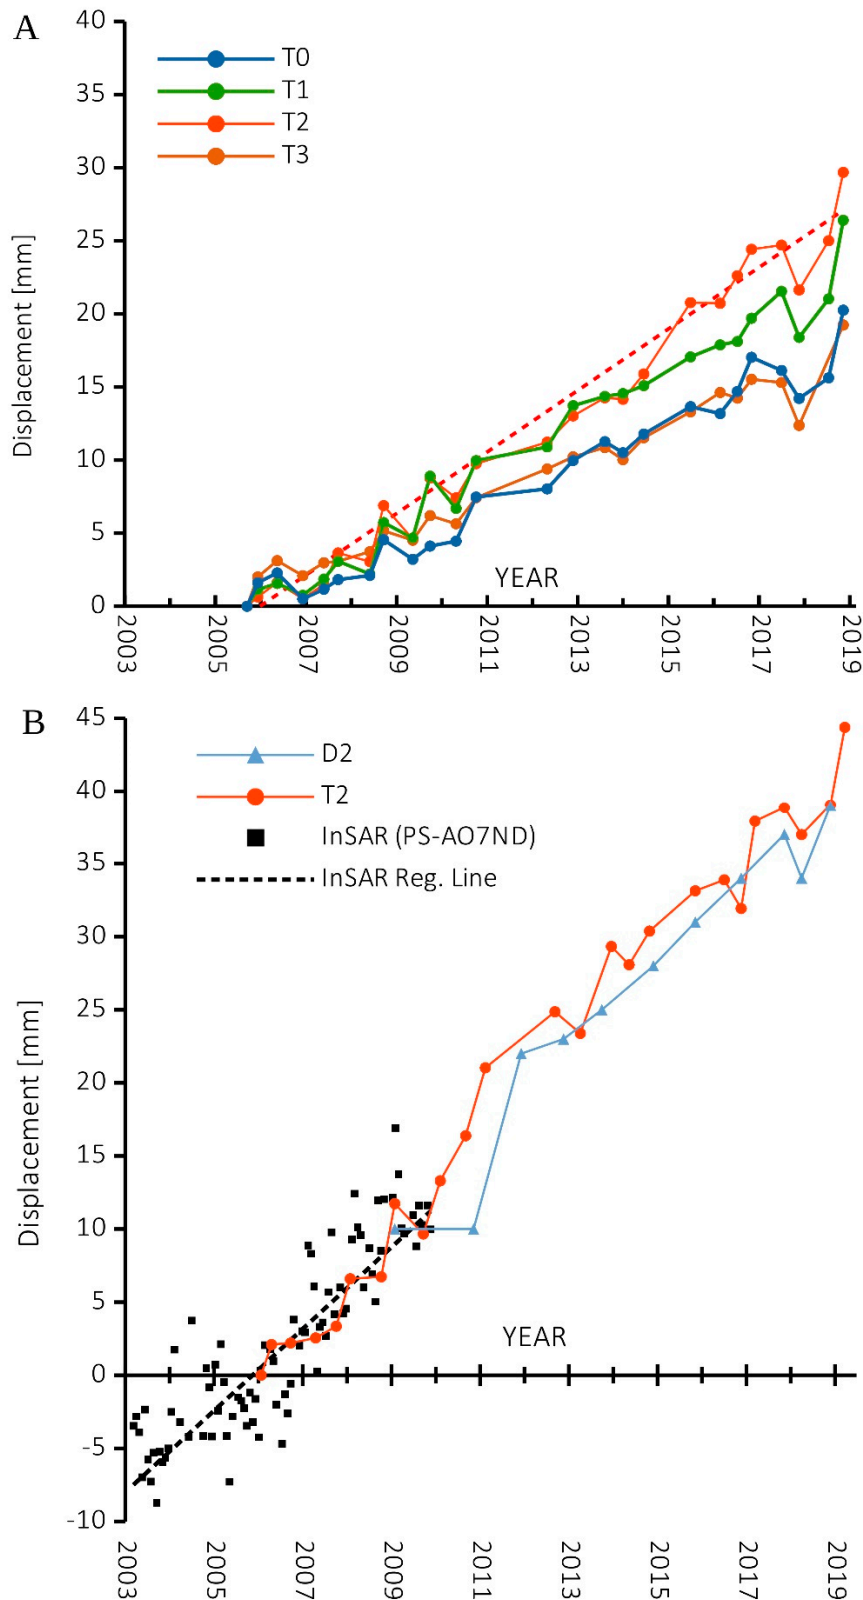 A
40
35
30
25
20
15
10
5
0
Displacement [mm]
T0
T1
T2
T3
YEAR
2003
2005
2007
2009
2011
2013
2015
2017
2019
B
45
40
35
30
25
20
15
10
5
0
-5
-10
Displacement [mm]
D2
T2
InSAR (PS-AO7ND)
InSAR Reg. Line
YEAR
2003
2005
2007
2009
2011
2013
2015
2017
2019